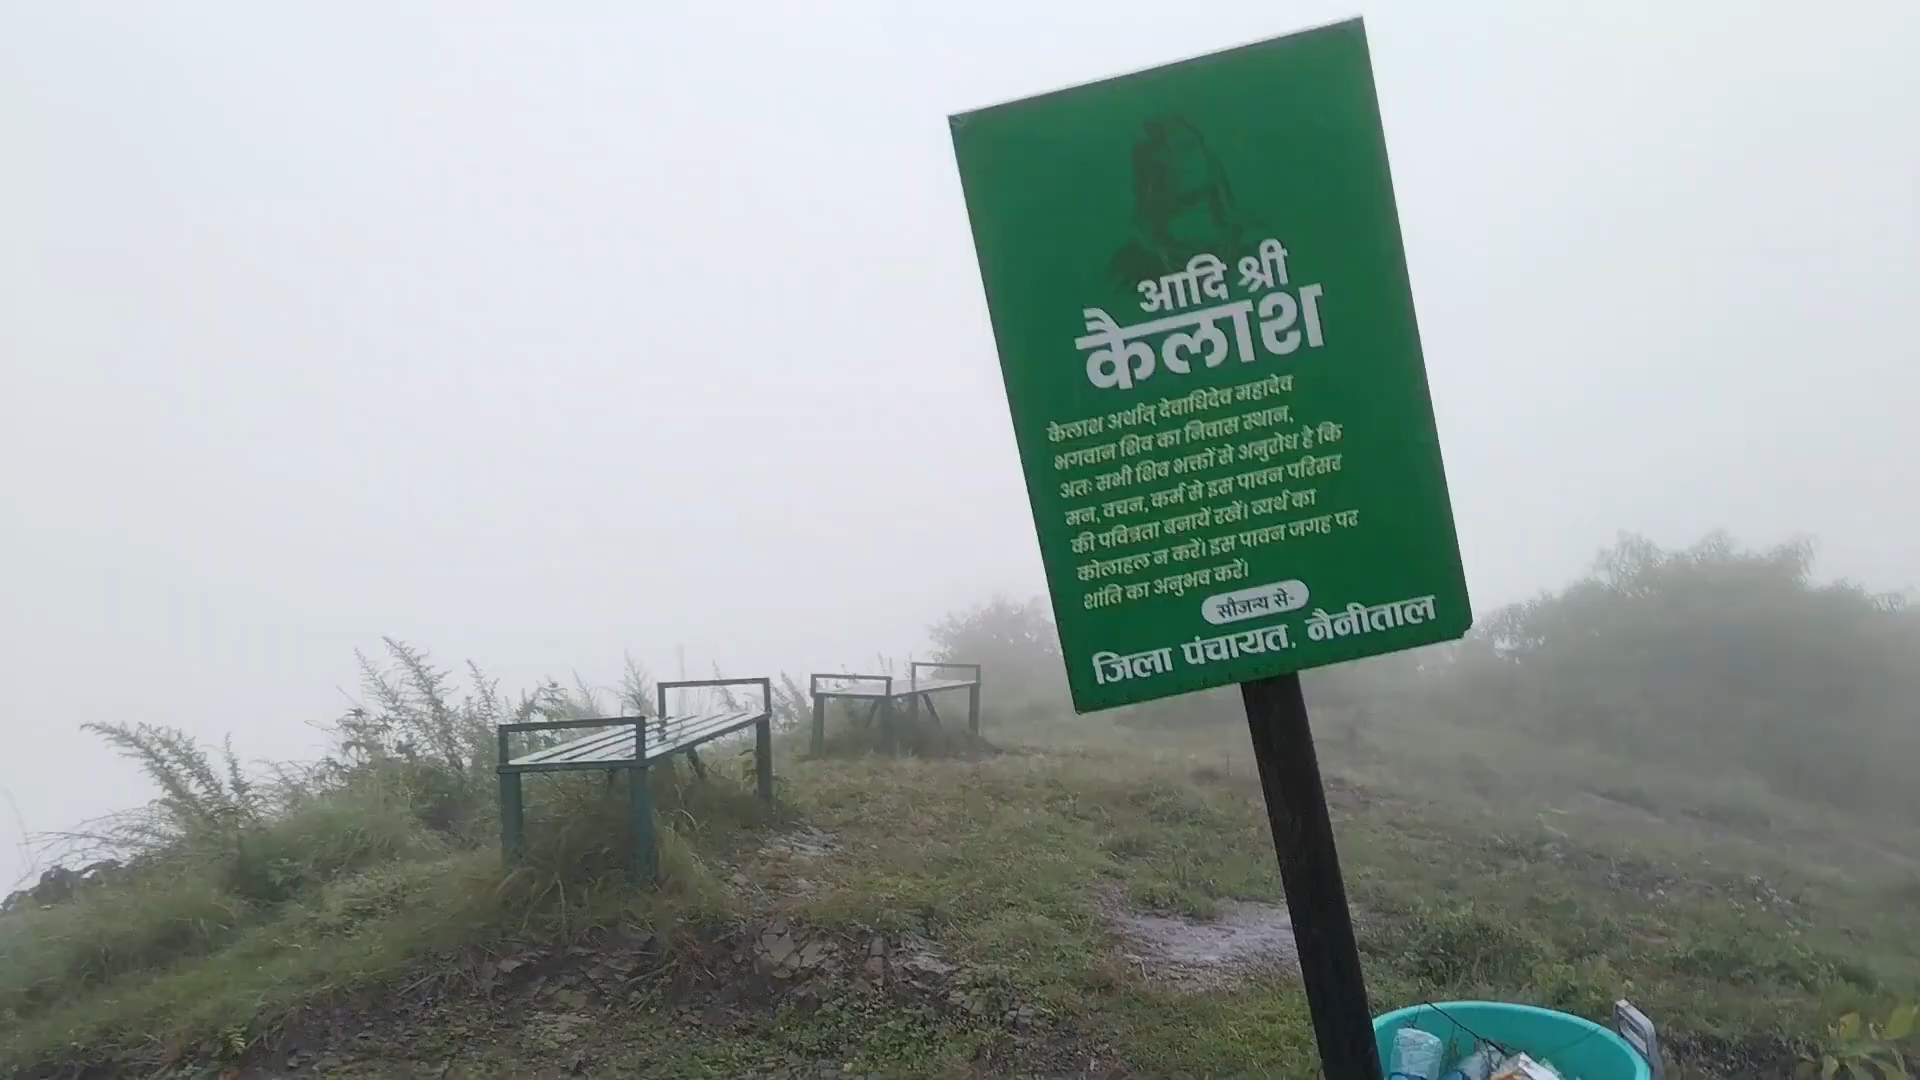 आदि श्री
कैलाश
कैलाश अर्थात् देवाधिदेव महादेव
भगवान शिव का निवास स्थान,
अतः सभी शिव भक्तों से अनुरोध है कि
मन, वचन, कर्म से इस पावन परिसर
की पवित्रता बनायें रखें। व्यर्थ का
कोलाहल न करें। इस पावन जगह पर
शांति का अनुभव करें।
सौजन्य से-
जिला पंचायत, नैनीताल